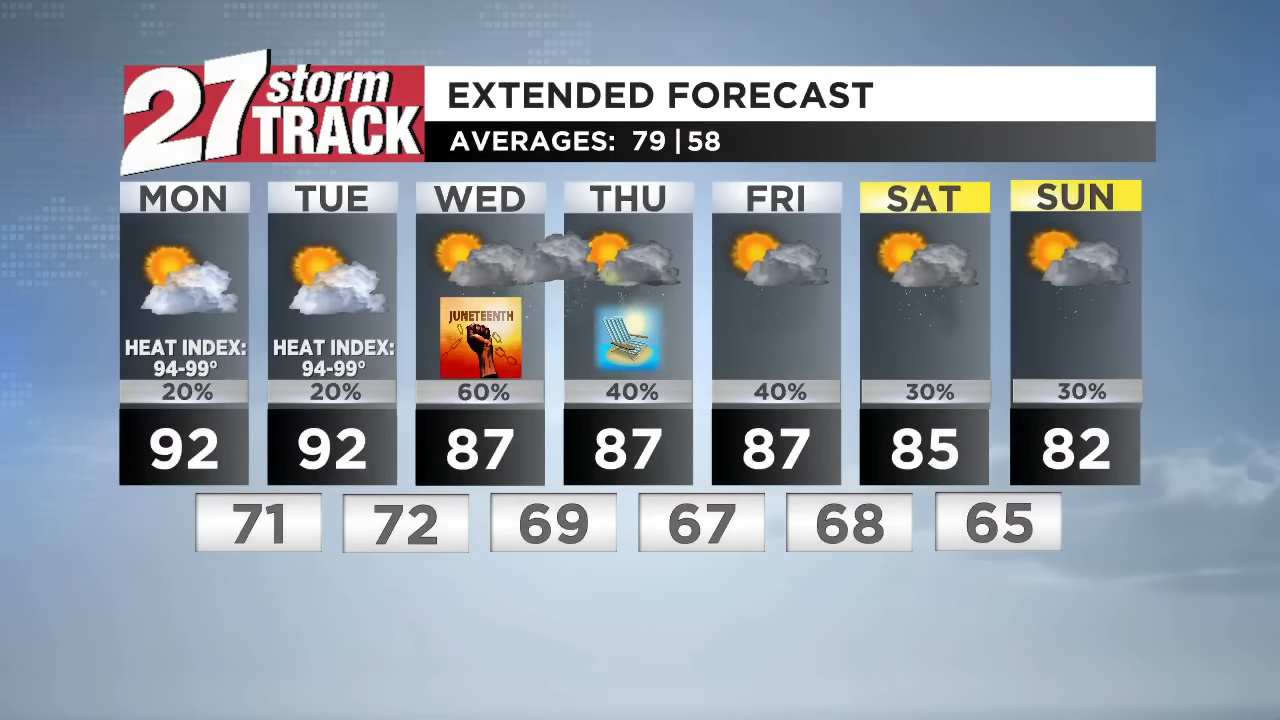 27 storm
TRACK
EXTENDED FORECAST
AVERAGES: 79|58
MON TUE WED THU FRI SAT SUN
JUNETEENTH
HEAT INDEX: HEAT INDEX:
94-99° 94-99°
20% 20% 60% 40% 40% 30% 30%
92 92 87 87 87 85 82
71 72 69 67 68 65